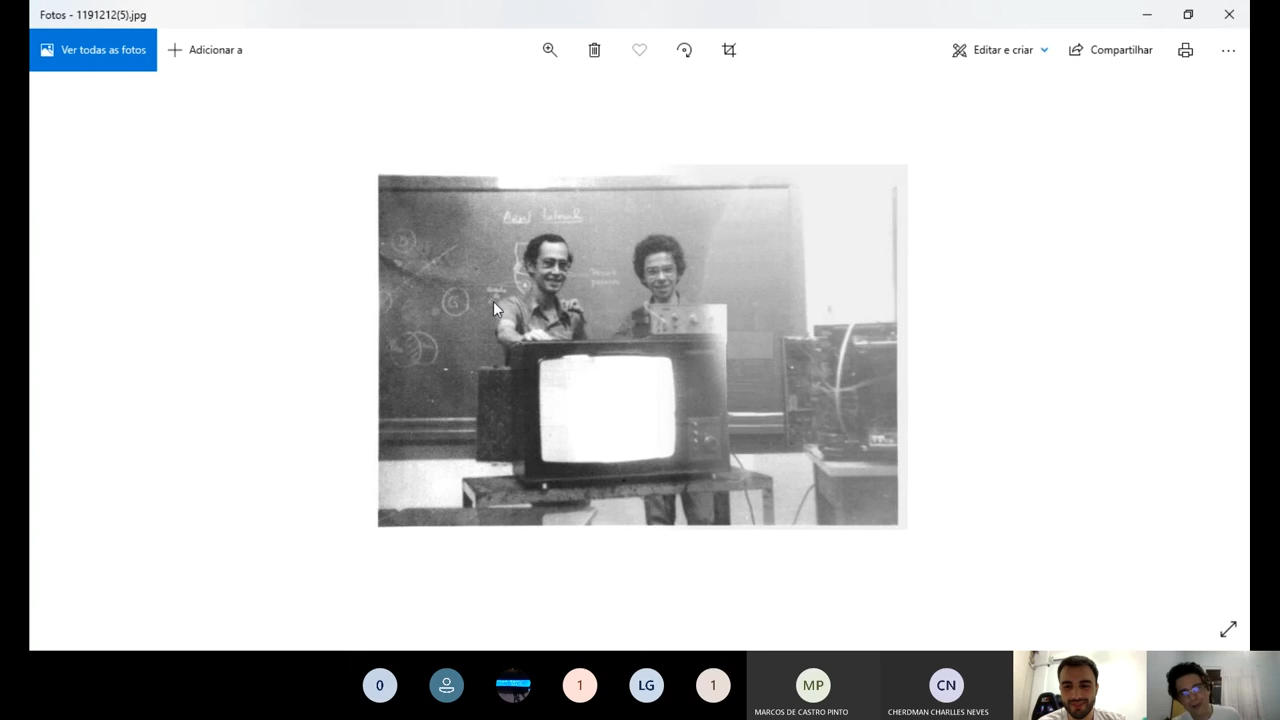 Fotos - 1191212(5).jpg
Ver todas as fotos
Adicionar a
Editar e criar
Compartilhar
0
1
LG
1
MP
MARCOS DE CASTRO PINTO
CN
CHERDMAN CHARLLES NEVES